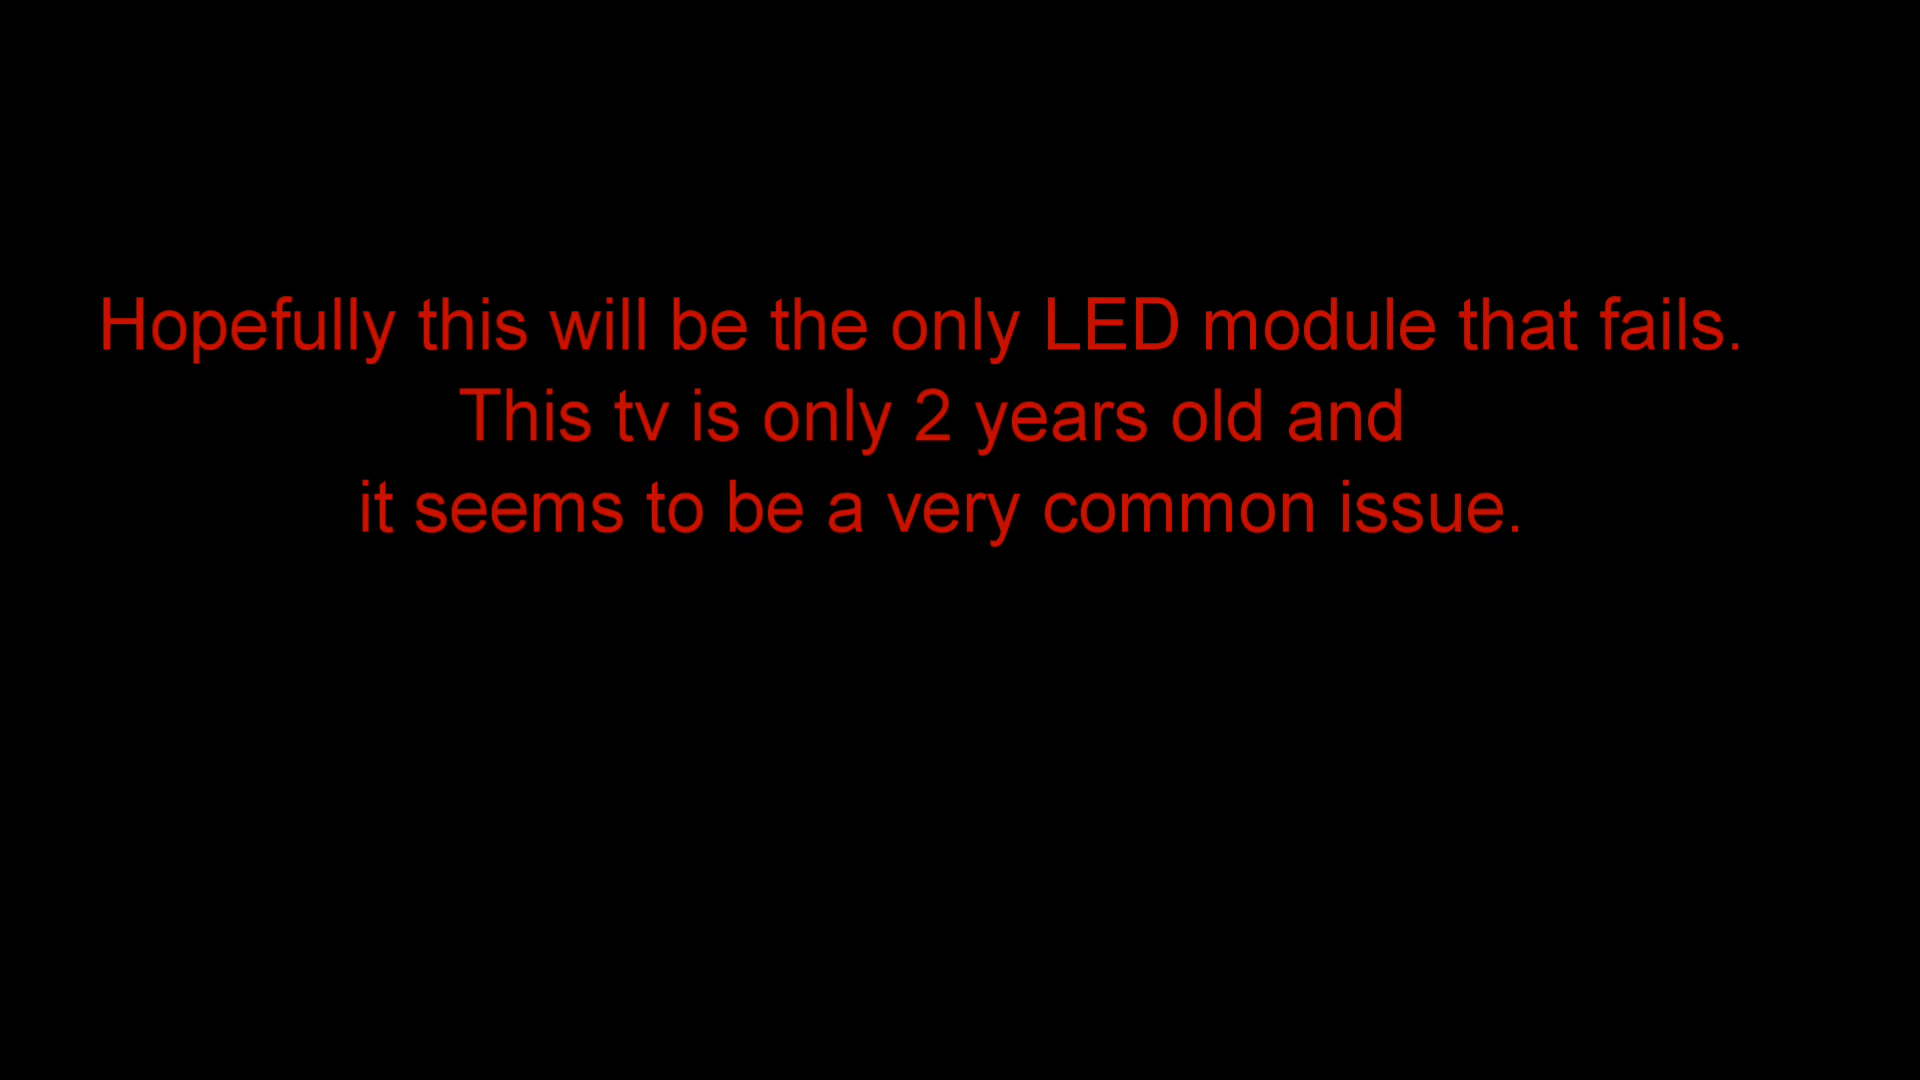 Hopefully this will be the only LED module that fails.
This tv is only 2 years old and
it seems to be a very common issue.